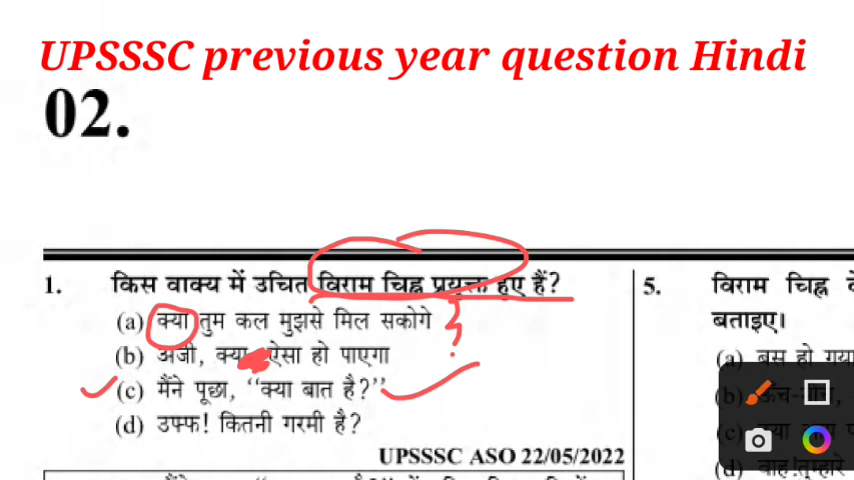 UPSSSC previous year question Hindi
02.
1. किस वाक्य में उचित विराम चिह्न प्रयुक्त हुए हैं?
(a) क्या तुम कल मुझसे मिल सकोगे
(b) अजी, क्या ऐसा हो पाएगा
(c) मैंने पूछा, ‘‘क्या बात है?’’
(d) उफ्फ! कितनी गरमी है?
UPSSSC ASO 22/05/2022
5. विराम चिह्न
बताइए।
(a) बस हो